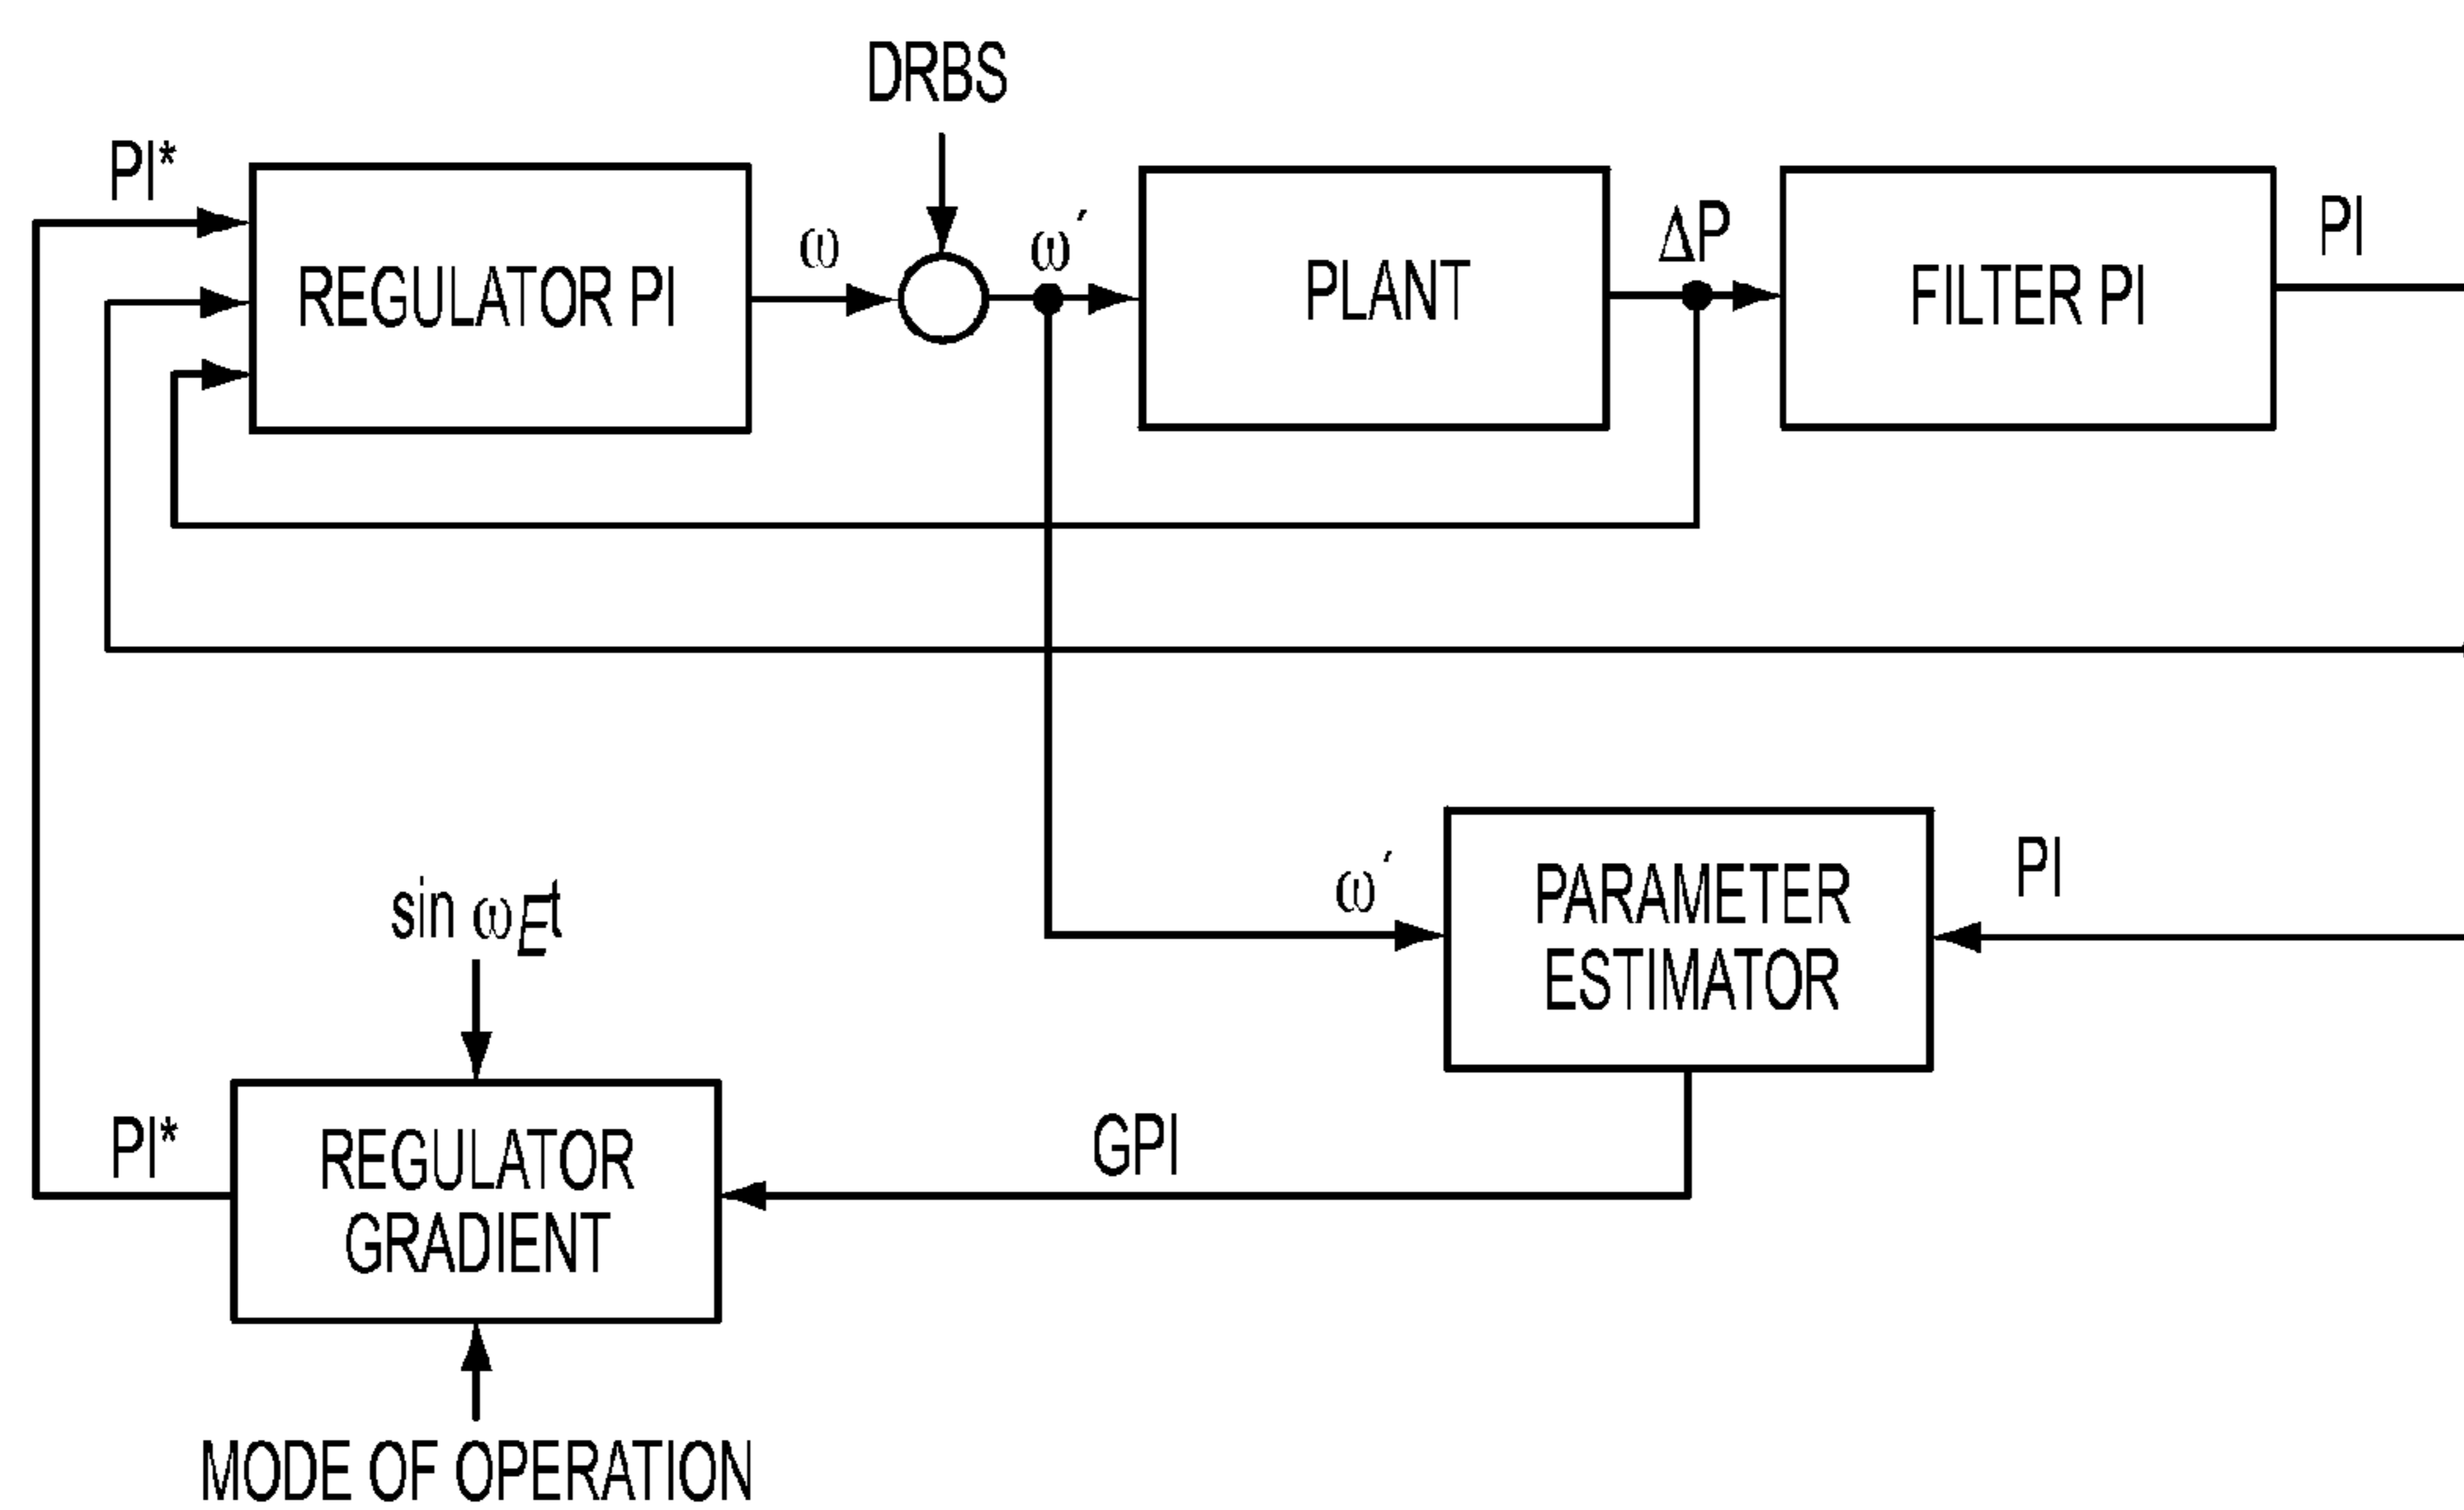 DRBS
PI*
REGULATOR PI
ω
ω´
PLANT
ΔP
FILTER PI
PI
ω´
PARAMETER
ESTIMATOR
PI
sin ωEt
PI*
REGULATOR
GRADIENT
GPI
MODE OF OPERATION